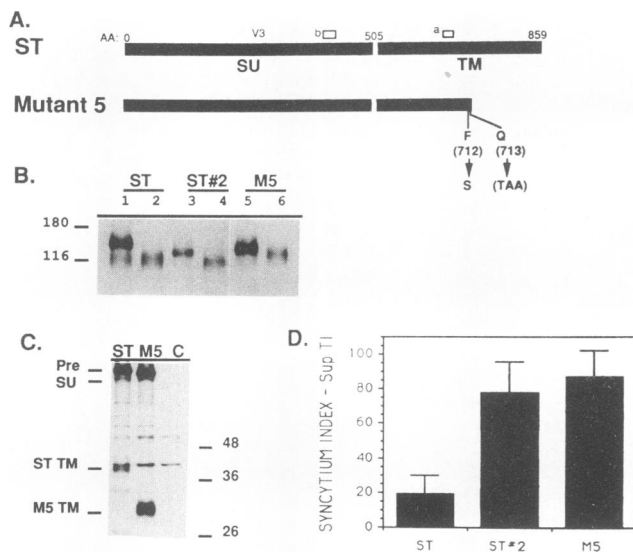 A.
AA: 0 V3 b 505 a 859
ST
SU TM
Mutant 5
F Q
(712) (713)
S (TAA)
B.
ST ST#2 M5
1 2 3 4 5 6
180
116
C.
ST M5 C
Pre
SU
48
ST TM
36
M5 TM
26
D.
SYNCYTIUM INDEX - Sup T1
100
80
60
40
20
0
ST ST#2 M5